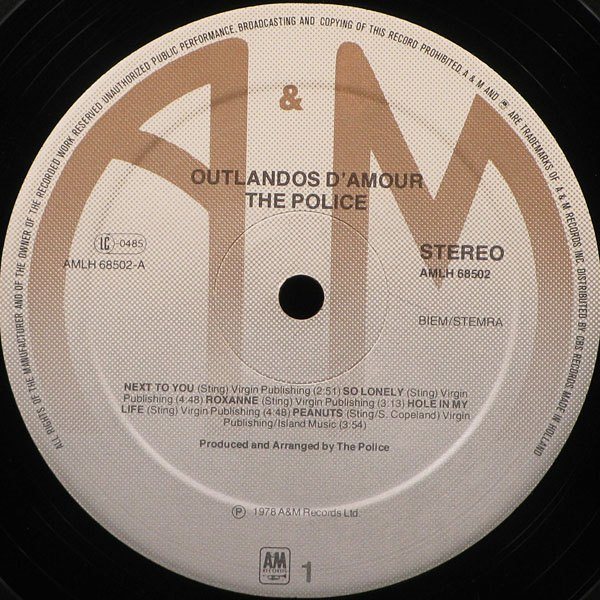 ALL RIGHTS OF THE MANUFACTURER AND OF THE OWNER OF THE RECORDED WORK RESERVED UNAUTHORIZED PUBLIC PERFORMANCE, BROADCASTING AND COPYING OF THIS RECORD PROHIBITED. A & M AND AM ARE TRADEMARKS OF A & M RECORDS INC DISTRIBUTED BY CBS RECORDS MADE IN HOLLAND
&
OUTLANDOS D'AMOUR
THE POLICE
LC-0485
AMLH 68502-A
STEREO
AMLH 68502
BIEM/STEMRA
NEXT TO YOU (Sting) Virgin Publishing (2:51) SO LONELY (Sting) Virgin
Publishing (4:48) ROXANNE (Sting) Virgin Publishing (3:13) HOLE IN MY
LIFE (Sting) Virgin Publishing (4:48) PEANUTS (Sting/S. Copeland) Virgin
Publishing/Island Music (3:54)
Produced and Arranged by The Police
℗ 1978 A&M Records Ltd.
AM
RECORDS
1